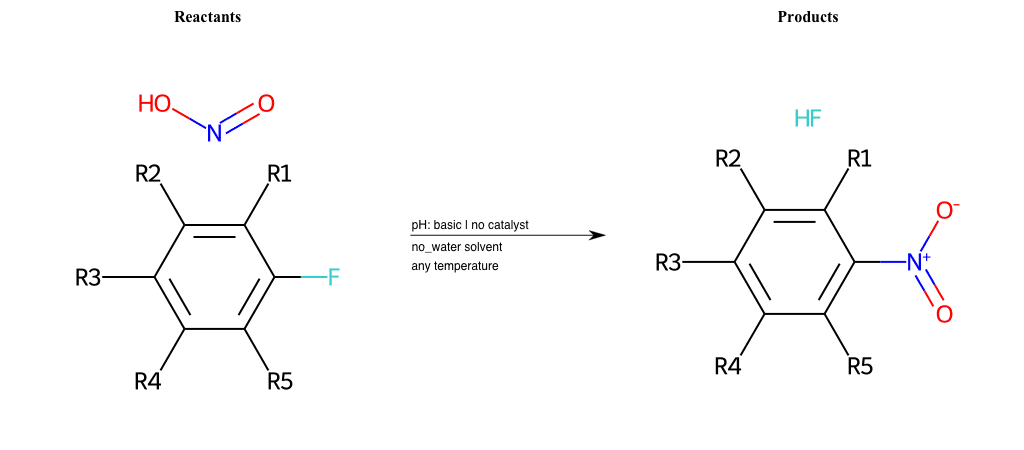 Reactants
Products
HO
O
N
HF
R2
R1
R3
F
R4
R5
pH: basic | no catalyst
no_water solvent
any temperature
R2
R1
O-
R3
N+
O
R4
R5